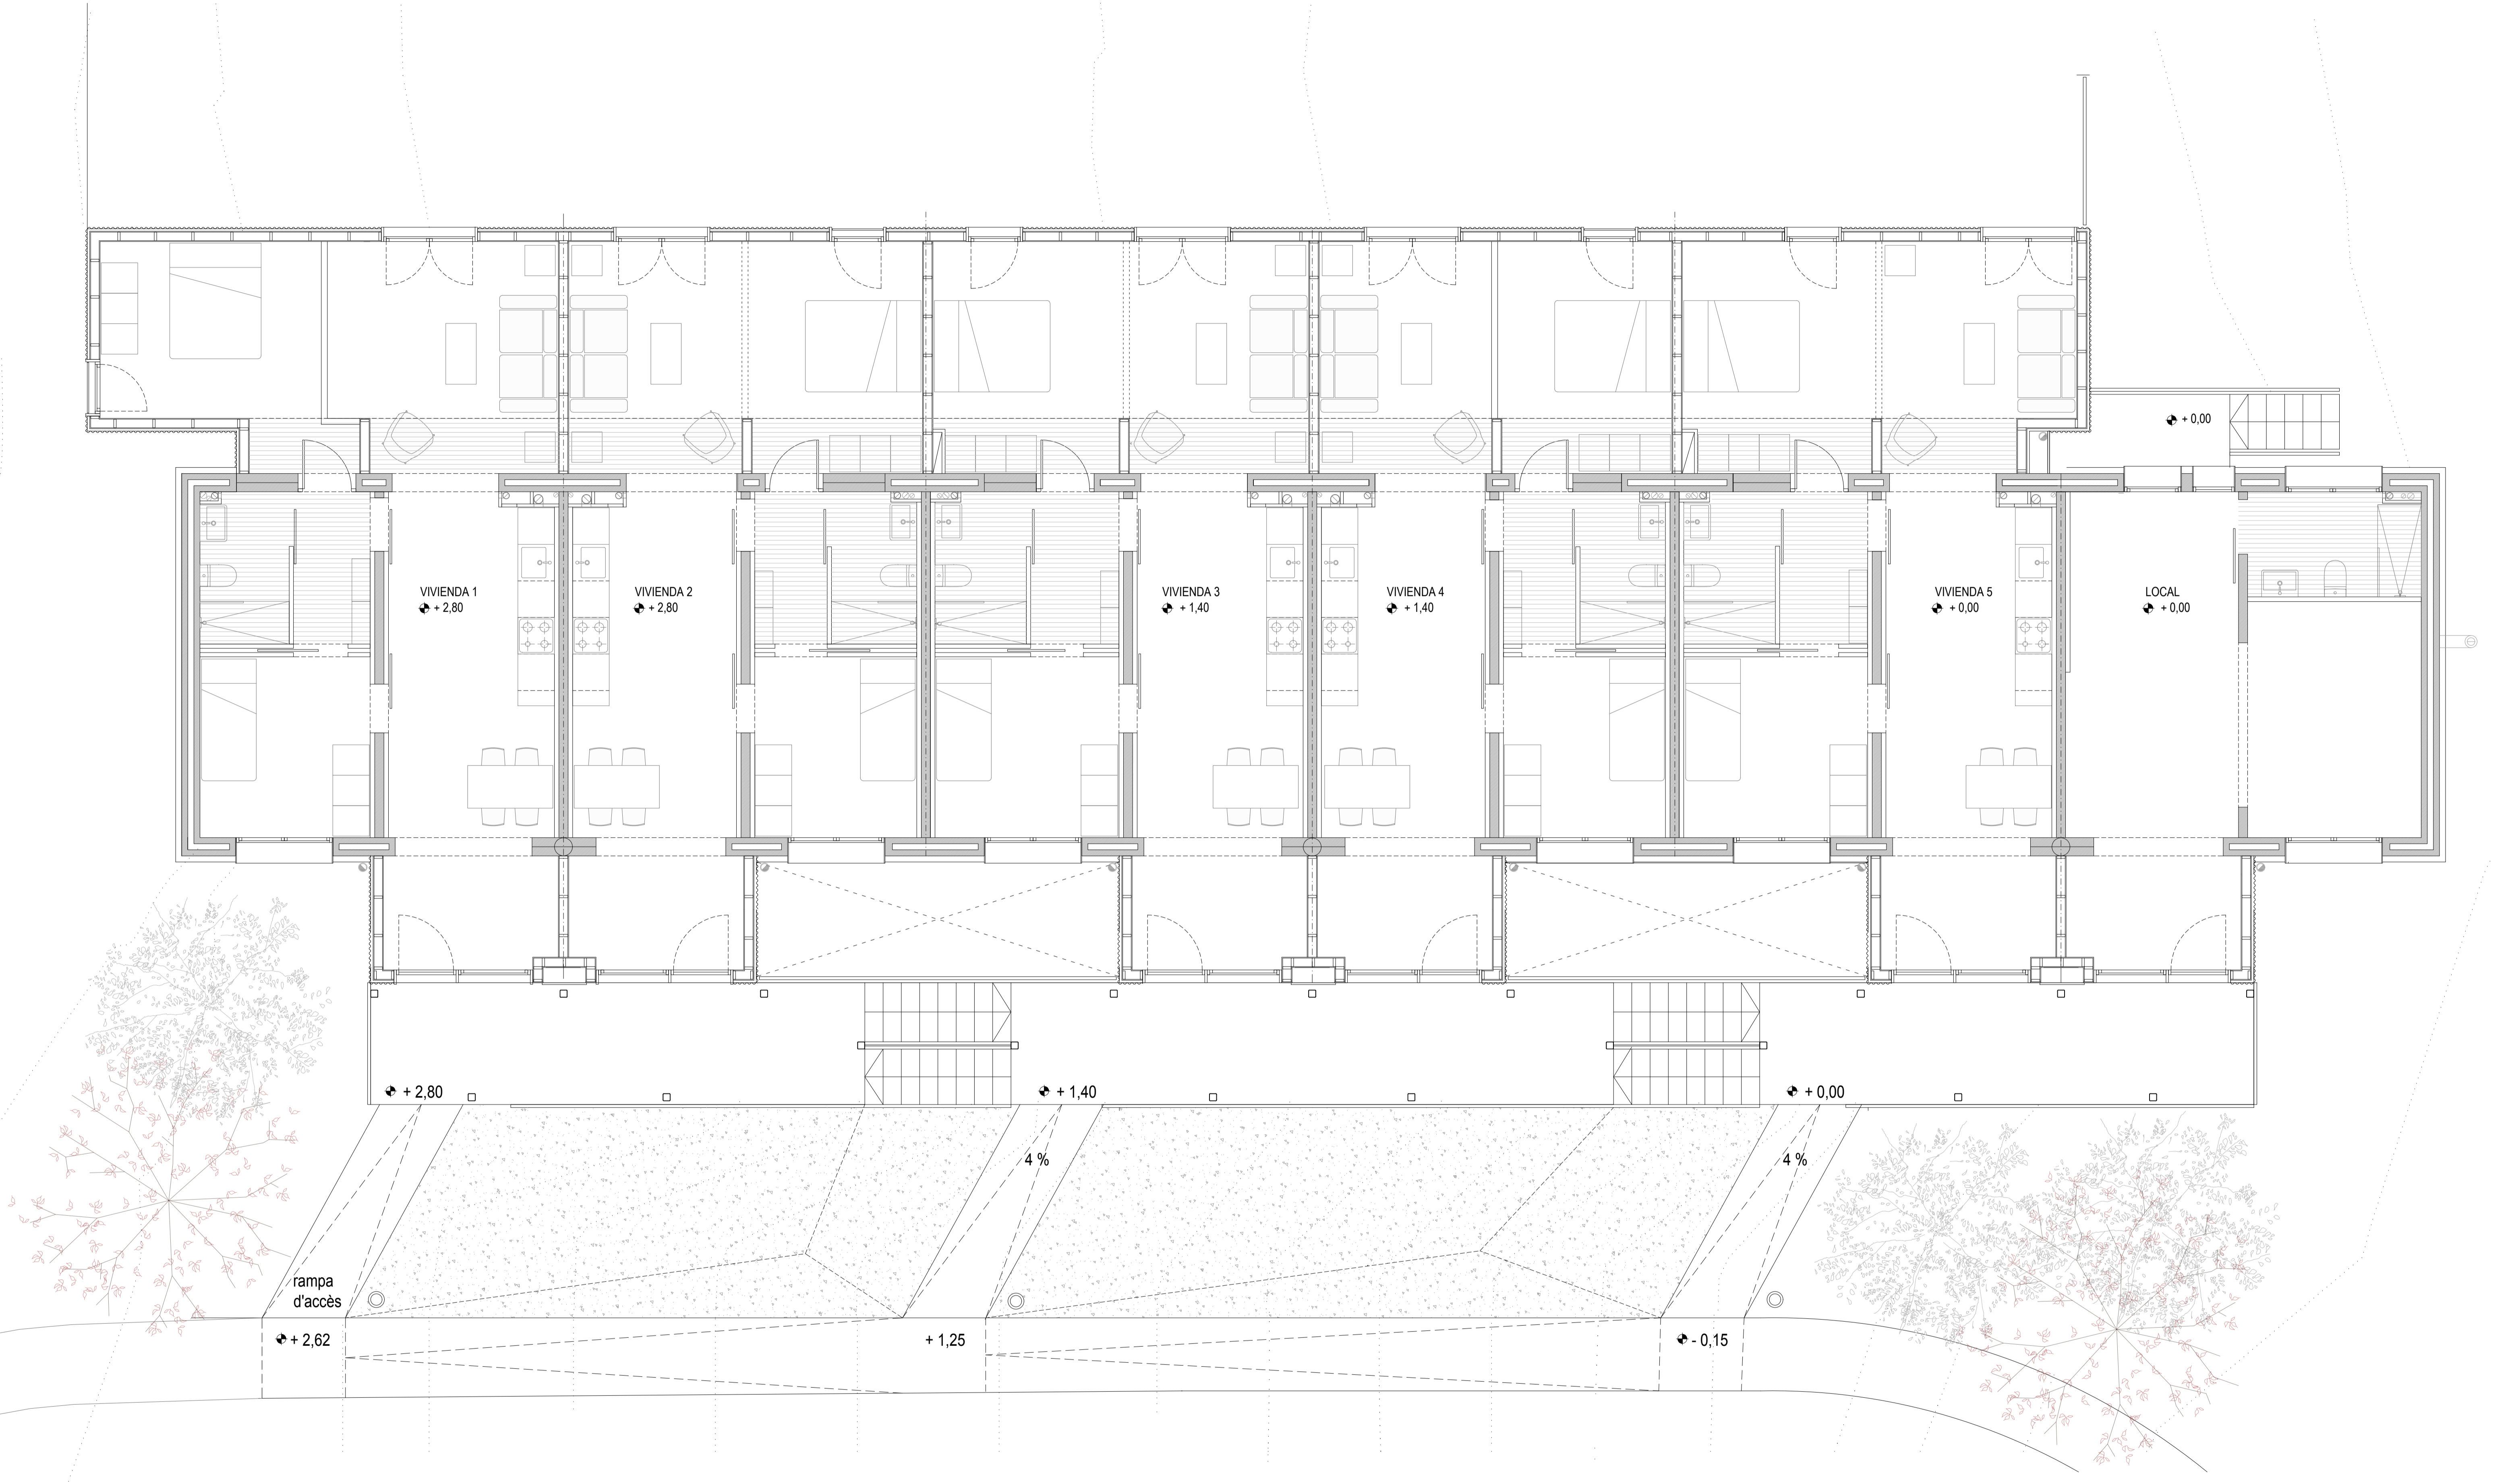 + 0,00
VIVIENDA 1
+ 2,80
VIVIENDA 2
+ 2,80
VIVIENDA 3
+ 1,40
VIVIENDA 4
+ 1,40
VIVIENDA 5
+ 0,00
LOCAL
+ 0,00
+ 2,80
+ 1,40
+ 0,00
4 %
4 %
rampa
d'accès
+ 2,62
+ 1,25
- 0,15